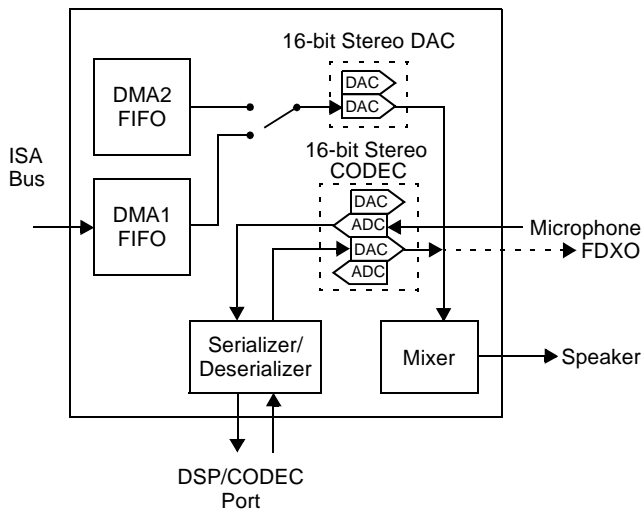 16-bit Stereo DAC
DAC
DAC
DMA2
FIFO
ISA
Bus
DMA1
FIFO
16-bit Stereo
CODEC
DAC
ADC
DAC
ADC
Microphone
FDXO
Serializer/
Deserializer
Mixer
Speaker
DSP/CODEC
Port